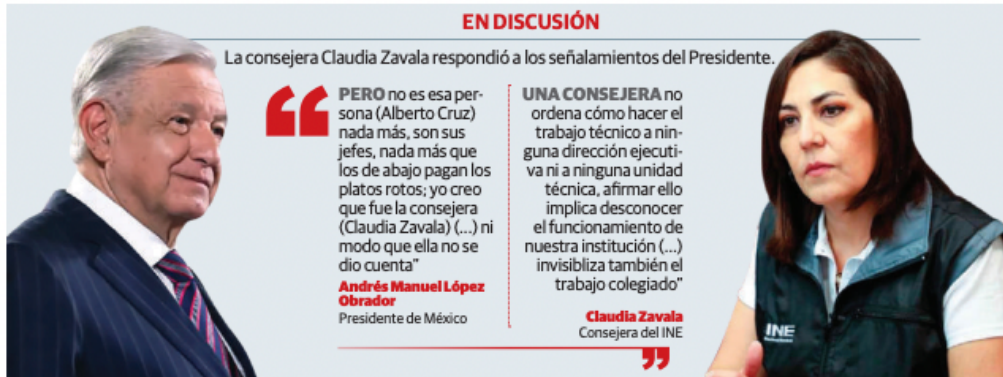 EN DISCUSIÓN
La consejera Claudia Zavala respondió a los señalamientos del Presidente.
“
PERO no es esa per-
sona (Alberto Cruz)
nada más, son sus
jefes, nada más que
los de abajo pagan los
platos rotos; yo creo
que fue la consejera
(Claudia Zavala) (...) ni
modo que ella no se
dio cuenta”
Andrés Manuel López
Obrador
Presidente de México
UNA CONSEJERA no
ordena cómo hacer el
trabajo técnico a nin-
guna dirección ejecuti-
va ni a ninguna unidad
técnica, afirmar ello
implica desconocer
el funcionamiento de
nuestra institución (...)
invisibliza también el
trabajo colegiado”
Claudia Zavala
Consejera del INE
”
INE